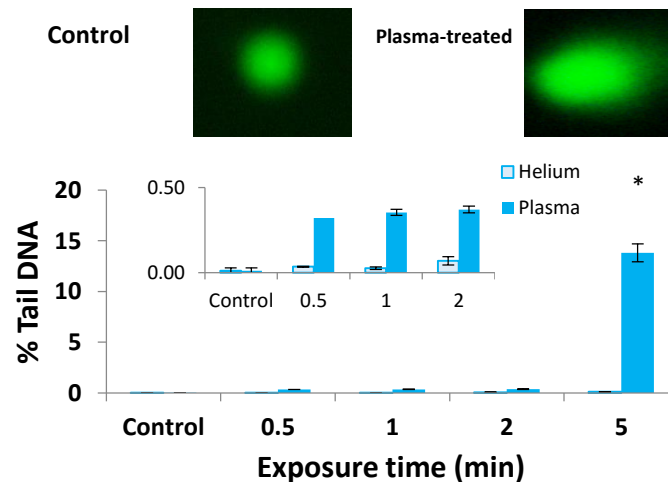 Control
Plasma-treated
Helium
Plasma
*
% Tail DNA
20
15
10
5
0
0.50
0.00
Control 0.5 1 2
Control 0.5 1 2 5
Exposure time (min)